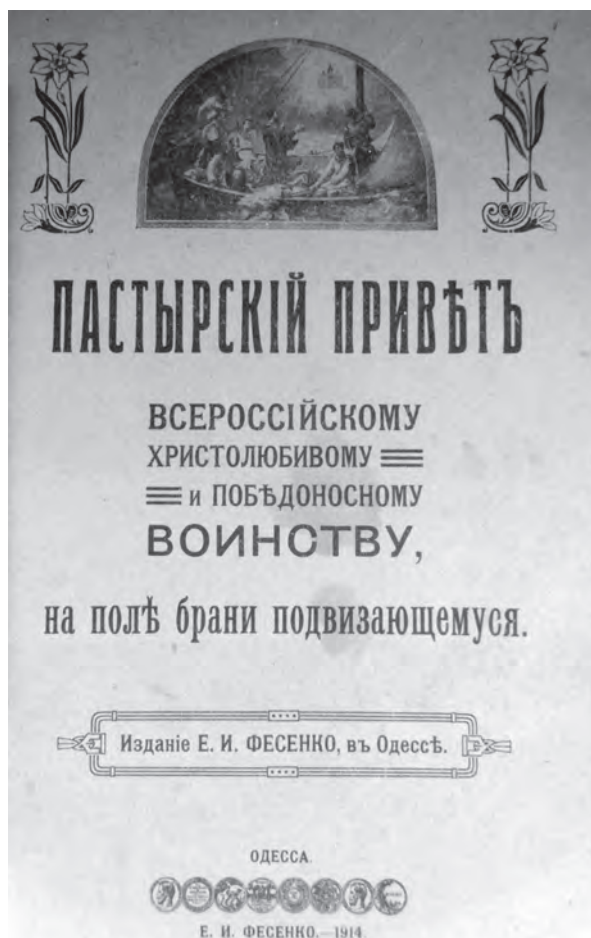 ПАСТЫРСКІЙ ПРИВѢТЪ
ВСЕРОССІЙСКОМУ
ХРИСТОЛЮБИВОМУ
и ПОБѢДОНОСНОМУ
ВОИНСТВУ,
на полѣ брани подвизающемуся.
Изданіе Е. И. ФЕСЕНКО, въ Одессѣ.
ОДЕССА.
Е. И. ФЕСЕНКО.—1914.